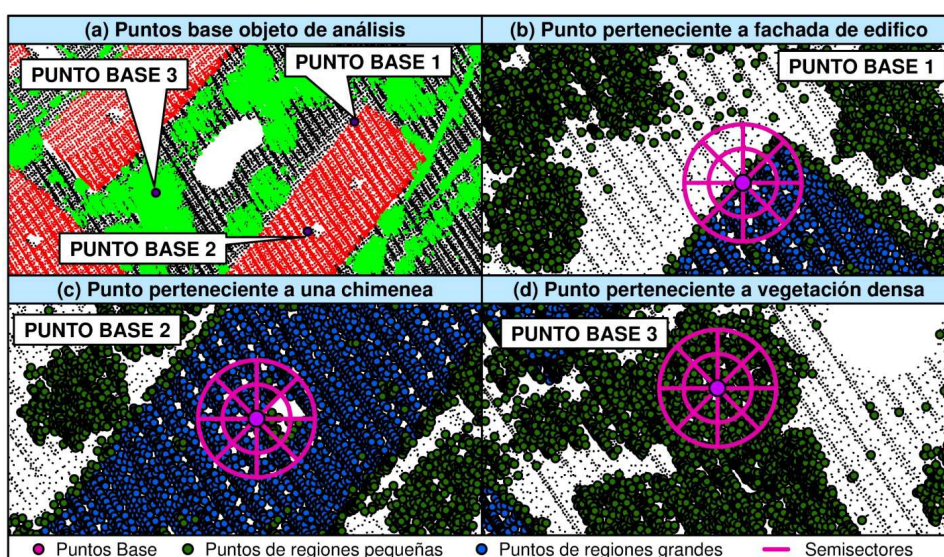 (a) Puntos base objeto de análisis
PUNTO BASE 3
PUNTO BASE 1
PUNTO BASE 2
(b) Punto perteneciente a fachada de edifico
PUNTO BASE 1
(c) Punto perteneciente a una chimenea
PUNTO BASE 2
(d) Punto perteneciente a vegetación densa
PUNTO BASE 3
Puntos Base Puntos de regiones pequeñas Puntos de regiones grandes Semisectores